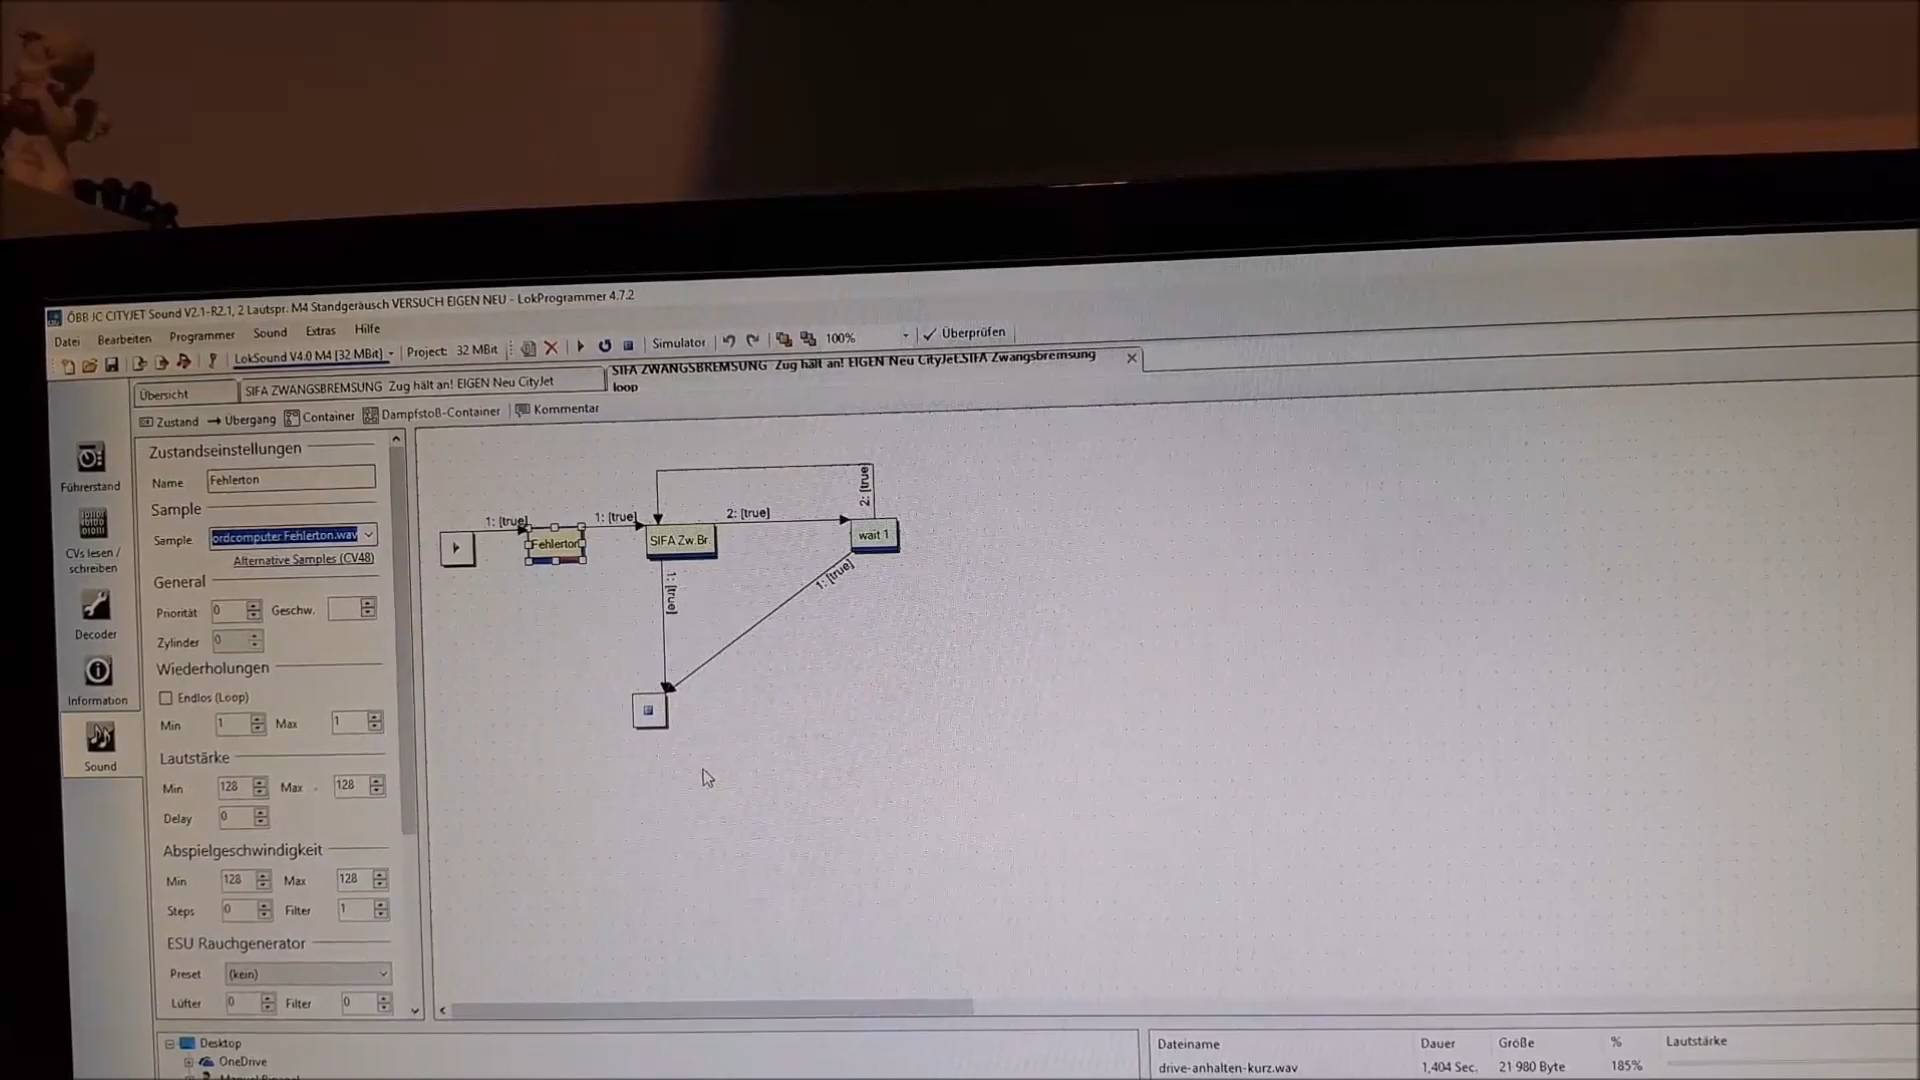 ÖBB JC CITYJET Sound V2.1-R2.1, 2 Lautspr. M4 Standgeräusch VERSUCH EIGEN NEU - LokProgrammer 4.7.2
Datei Bearbeiten Programmer Sound Extras Hilfe
LokSound V4.0 M4 [32 MBit] Project: 32 MBit Simulator 100% Überprüfen
Übersicht
SIFA ZWANGSBREMSUNG Zug hält an! EIGEN Neu CityJet
SIFA ZWANGSBREMSUNG Zug hält an! EIGEN Neu CityJet.SIFA Zwangsbremsung
loop
Zustand Übergang Container Dampfstoß-Container Kommentar
Führerstand
CVs lesen /
schreiben
Decoder
Information
Sound
Zustandseinstellungen
Name Fehlerton
Sample
Sample ordcomputer Fehlerton.wav
Alternative Samples (CV48)
General
Priorität 0 Geschw.
Zylinder 0
Wiederholungen
Endlos (Loop)
Min 1 Max 1
Lautstärke
Min 128 Max 128
Delay 0
Abspielgeschwindigkeit
Min 128 Max 128
Steps 0 Filter 1
ESU Rauchgenerator
Preset (kein)
Lüfter 0 Filter 0
1: [true]
Fehlerton
1: [true]
SIFA Zw.Br.
2: [true]
wait 1
2: [true
1: [true]
1: [true]
Desktop
OneDrive
Dateiname Dauer Größe % Lautstärke
drive-anhalten-kurz.wav 1,404 Sec. 21 980 Byte 185%